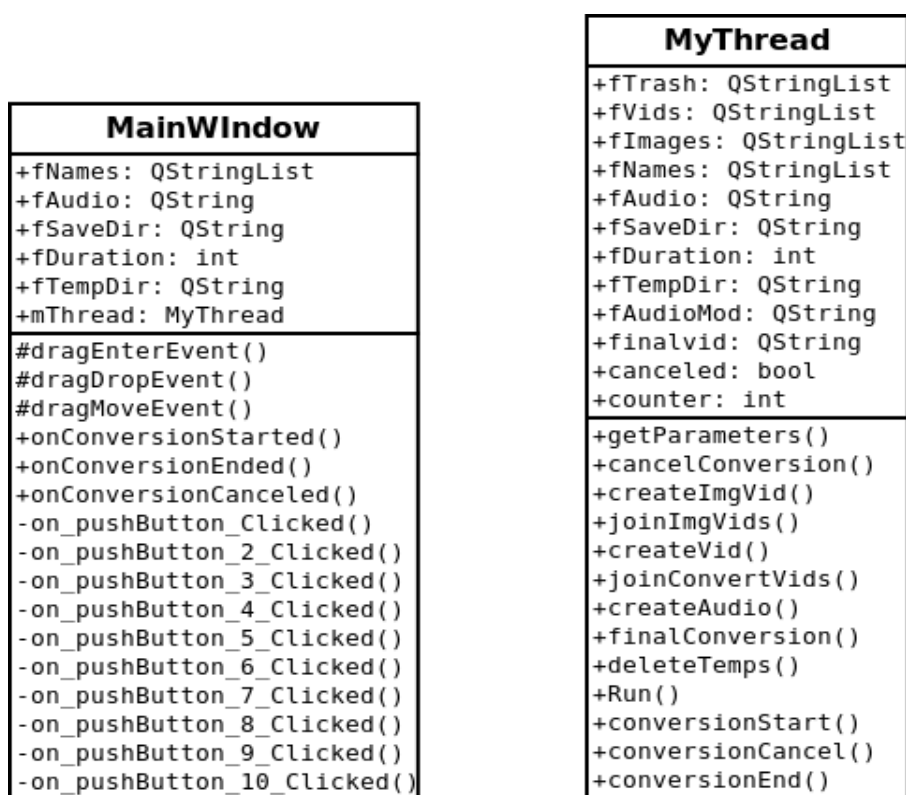 MainWIndow
+fNames: QStringList
+fAudio: QString
+fSaveDir: QString
+fDuration: int
+fTempDir: QString
+mThread: MyThread
#dragEnterEvent()
#dragDropEvent()
#dragMoveEvent()
+onConversionStarted()
+onConversionEnded()
+onConversionCanceled()
-on_pushButton_Clicked()
-on_pushButton_2_Clicked()
-on_pushButton_3_Clicked()
-on_pushButton_4_Clicked()
-on_pushButton_5_Clicked()
-on_pushButton_6_Clicked()
-on_pushButton_7_Clicked()
-on_pushButton_8_Clicked()
-on_pushButton_9_Clicked()
-on_pushButton_10_Clicked()
MyThread
+fTrash: QStringList
+fVids: QStringList
+fImages: QStringList
+fNames: QStringList
+fAudio: QString
+fSaveDir: QString
+fDuration: int
+fTempDir: QString
+fAudioMod: QString
+finalvid: QString
+canceled: bool
+counter: int
+getParameters()
+cancelConversion()
+createImgVid()
+joinImgVids()
+createVid()
+joinConvertVids()
+createAudio()
+finalConversion()
+deleteTemps()
+Run()
+conversionStart()
+conversionCancel()
+conversionEnd()